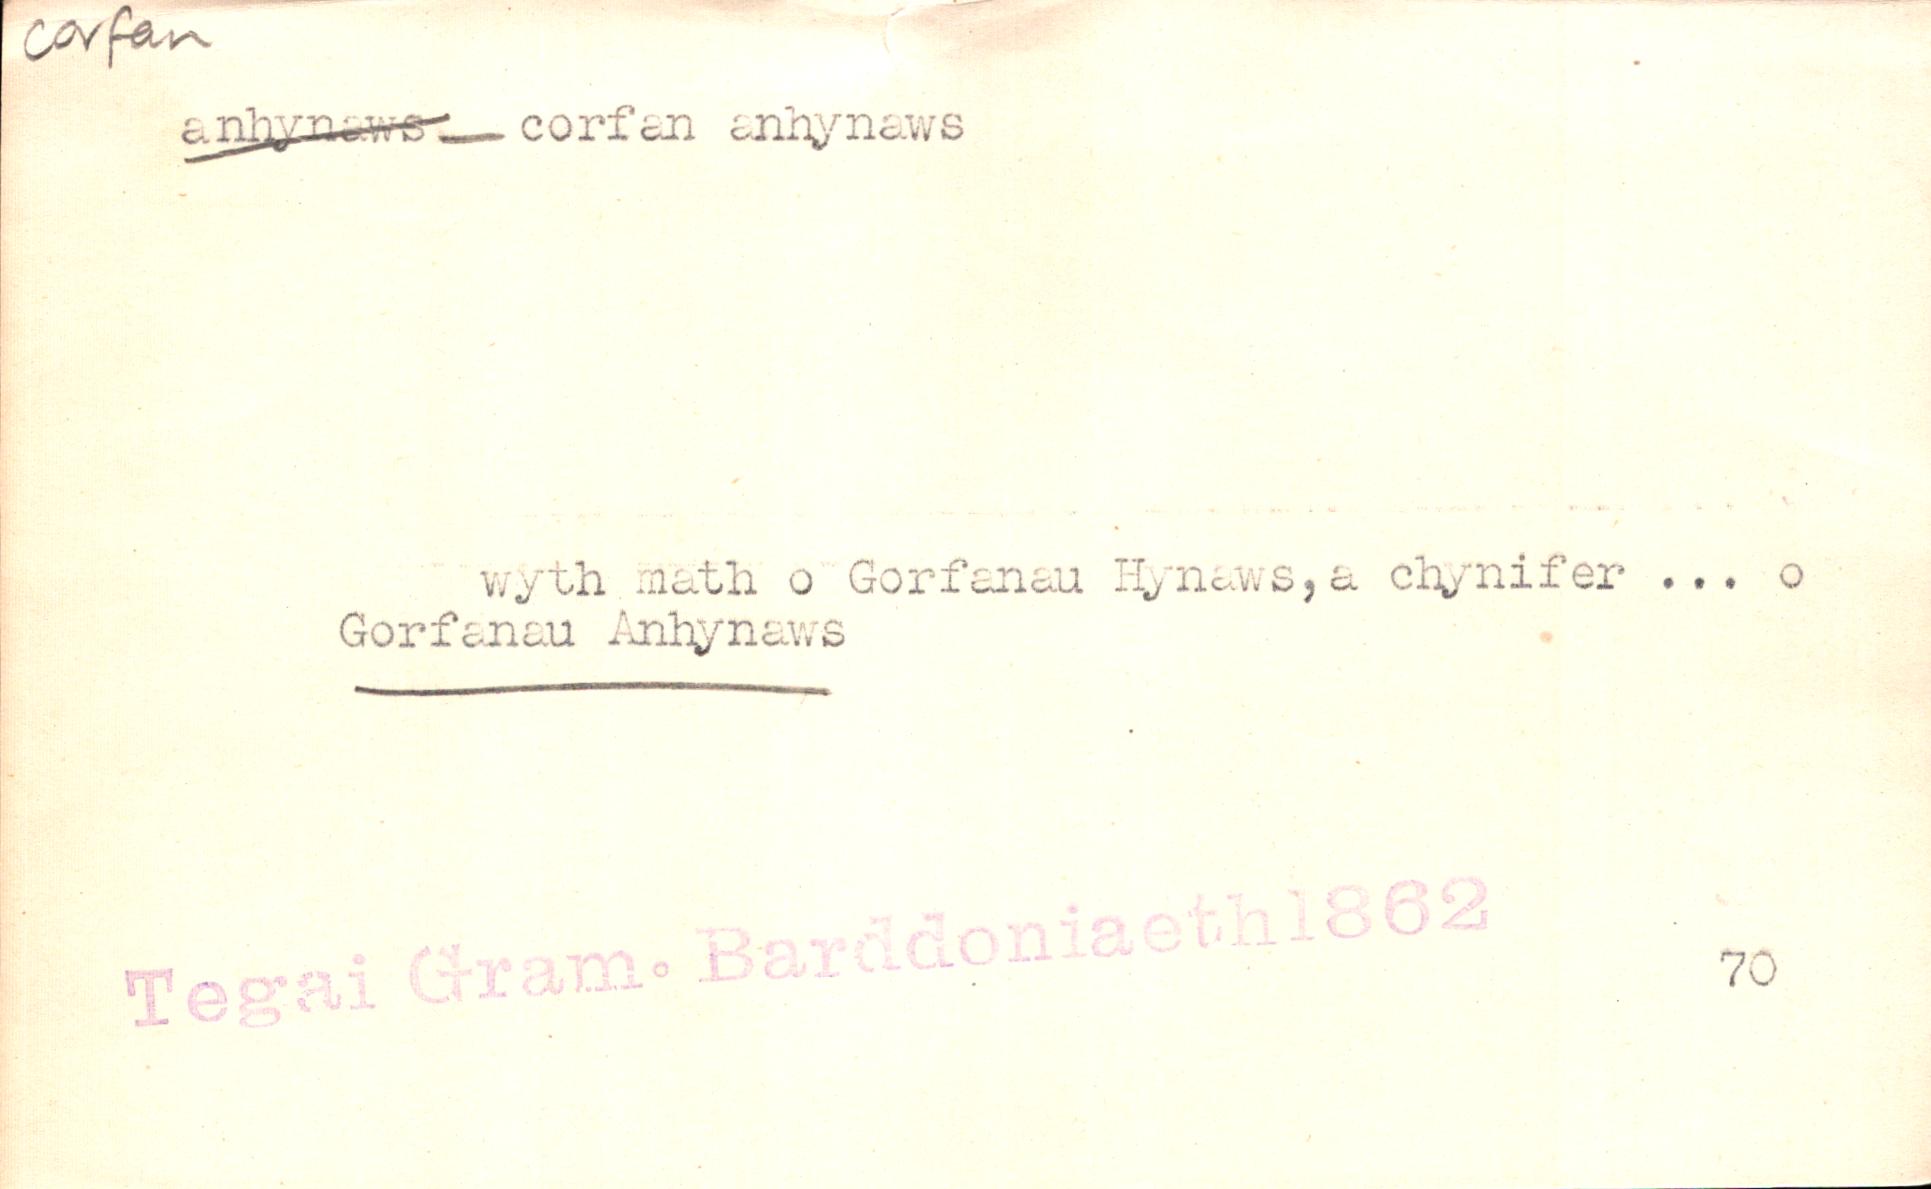 corfan
anhynaws — corfan anhynaws
wyth math o Gorfanau Hynaws, a chynifer ... o
Gorfanau Anhynaws
Tegai Gram. Barddoniaeth 1862
70